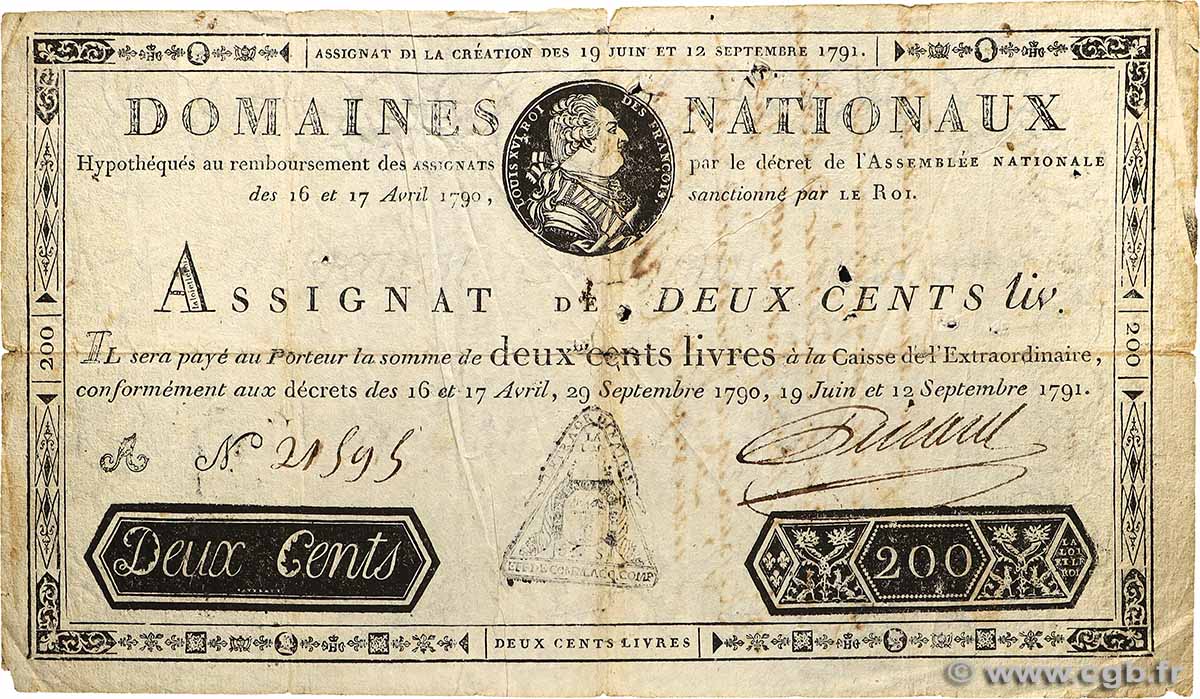 ASSIGNAT DE LA CRÉATION DES 19 JUIN ET 12 SEPTEMBRE 1791.
DOMAINES NATIONAUX
LOUIS XVI ROI DES FRANÇOIS
Hypothéqués au remboursement des ASSIGNATS par le décret de l'ASSEMBLÉE NATIONALE
des 16 et 17 Avril 1790, sanctionné par LE ROI.
ASSIGNAT DE DEUX CENTS liv.
IL sera payé au Porteur la somme de deux cents livres à la Caisse de l'Extraordinaire,
conformément aux décrets des 16 et 17 Avril, 29 Septembre 1790, 19 Juin et 12 Septembre 1791.
200
200
A N° 21595
EXTRAORDINAIRE
LA
Deux Cents
200
LA
LOI
ET LE
ROI
DEUX CENTS LIVRES
© www.cgb.fr